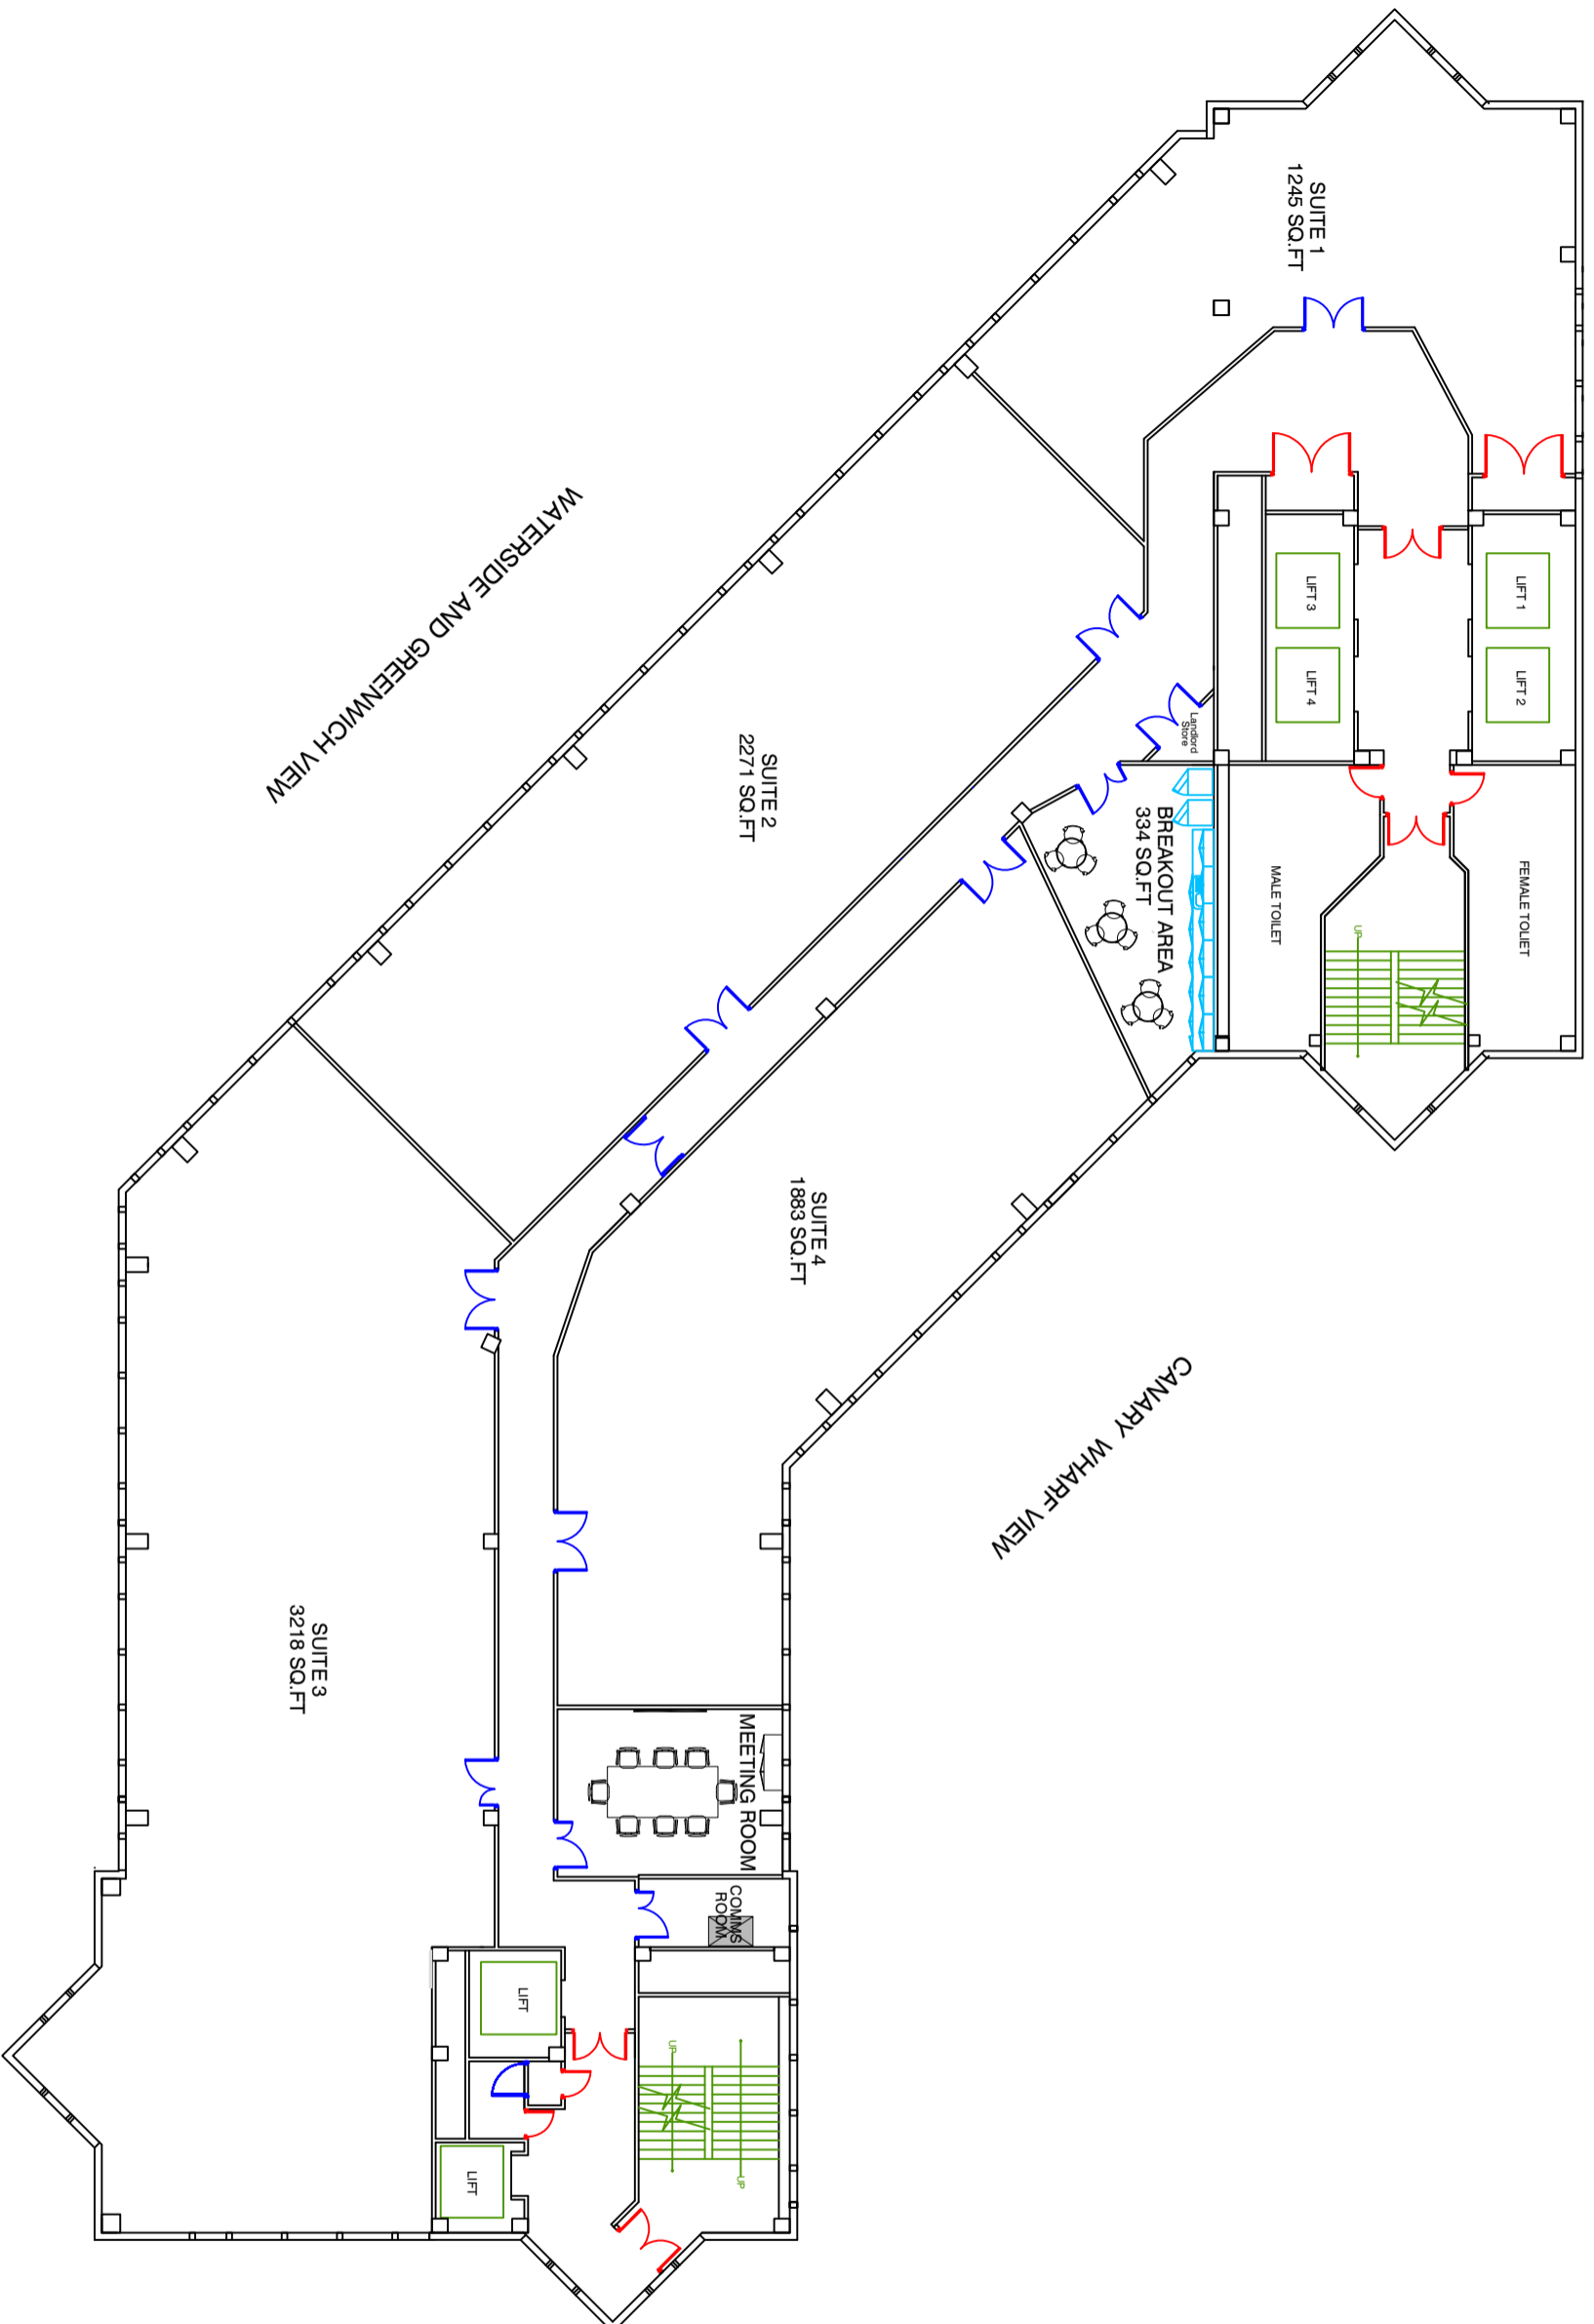 SUITE 1
1245 SQ.FT
LIFT 1
LIFT 2
LIFT 3
LIFT 4
Landlord
Store
FEMALE TOLIET
MALE TOILET
UP
BREAKOUT AREA
334 SQ.FT
SUITE 2
2271 SQ.FT
WATERSIDE AND GREENWICH VIEW
SUITE 4
1883 SQ.FT
CANARY WHARF VIEW
SUITE 3
3218 SQ.FT
MEETING ROOM
COMMS
ROOM
LIFT
UP
UP
LIFT